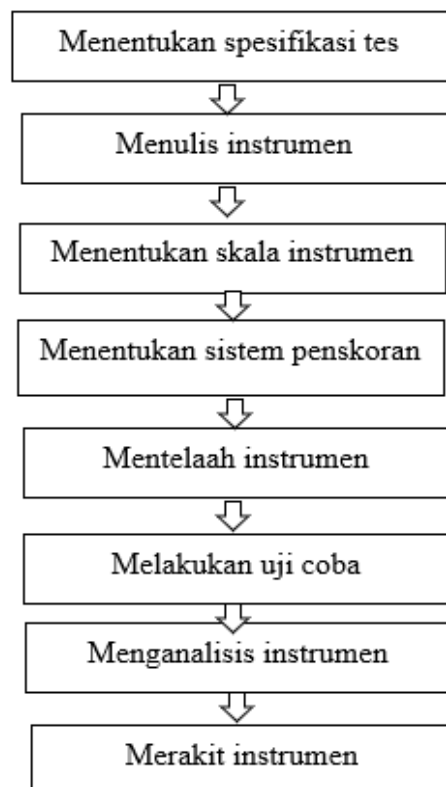 Menentukan spesifikasi tes
Menulis instrumen
Menentukan skala instrumen
Menentukan sistem penskoran
Mentelaah instrumen
Melakukan uji coba
Menganalisis instrumen
Merakit instrumen